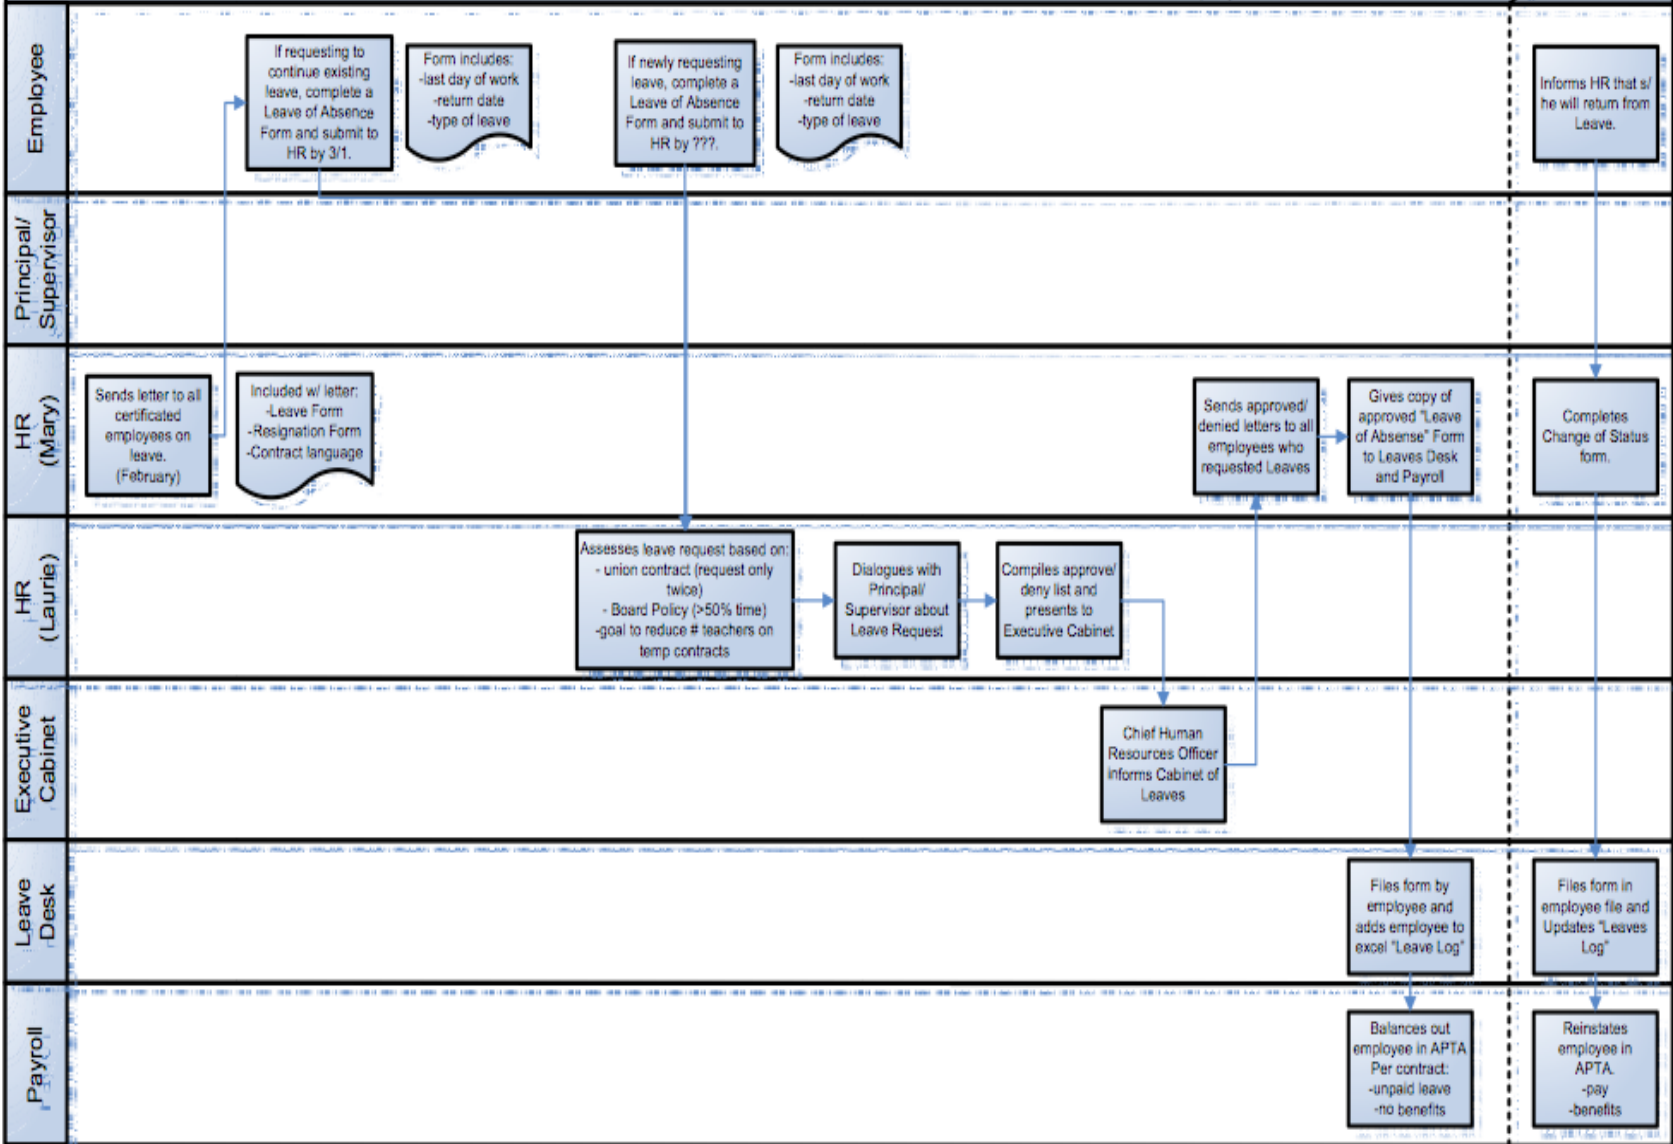 Employee
If requesting to
continue existing
leave, complete a
Leave of Absence
Form and submit to
HR by 3/1.
Form includes:
-last day of work
-return date
-type of leave
If newly requesting
leave, complete a
Leave of Absence
Form and submit to
HR by ???.
Form includes:
-last day of work
-return date
-type of leave
Informs HR that s/
he will return from
Leave.
Principal/
Supervisor
HR
(Mary)
Sends letter to all
certificated
employees on
leave.
(February)
Included w/ letter:
-Leave Form
-Resignation Form
-Contract language
Sends approved/
denied letters to all
employees who
requested Leaves
Gives copy of
approved "Leave
of Absense" Form
to Leaves Desk
and Payroll
Completes
Change of Status
form.
HR
(Laurie)
Assesses leave request based on:
- union contract (request only
twice)
- Board Policy (>50% time)
-goal to reduce # teachers on
temp contracts
Dialogues with
Principal/
Supervisor about
Leave Request
Compiles approve/
deny list and
presents to
Executive Cabinet
Executive
Cabinet
Chief Human
Resources Officer
informs Cabinet of
Leaves
Leave
Desk
Files form by
employee and
adds employee to
excel "Leave Log"
Files form in
employee file and
Updates "Leaves
Log"
Payroll
Balances out
employee in APTA
Per contract:
-unpaid leave
-no benefits
Reinstates
employee in
APTA.
-pay
-benefits